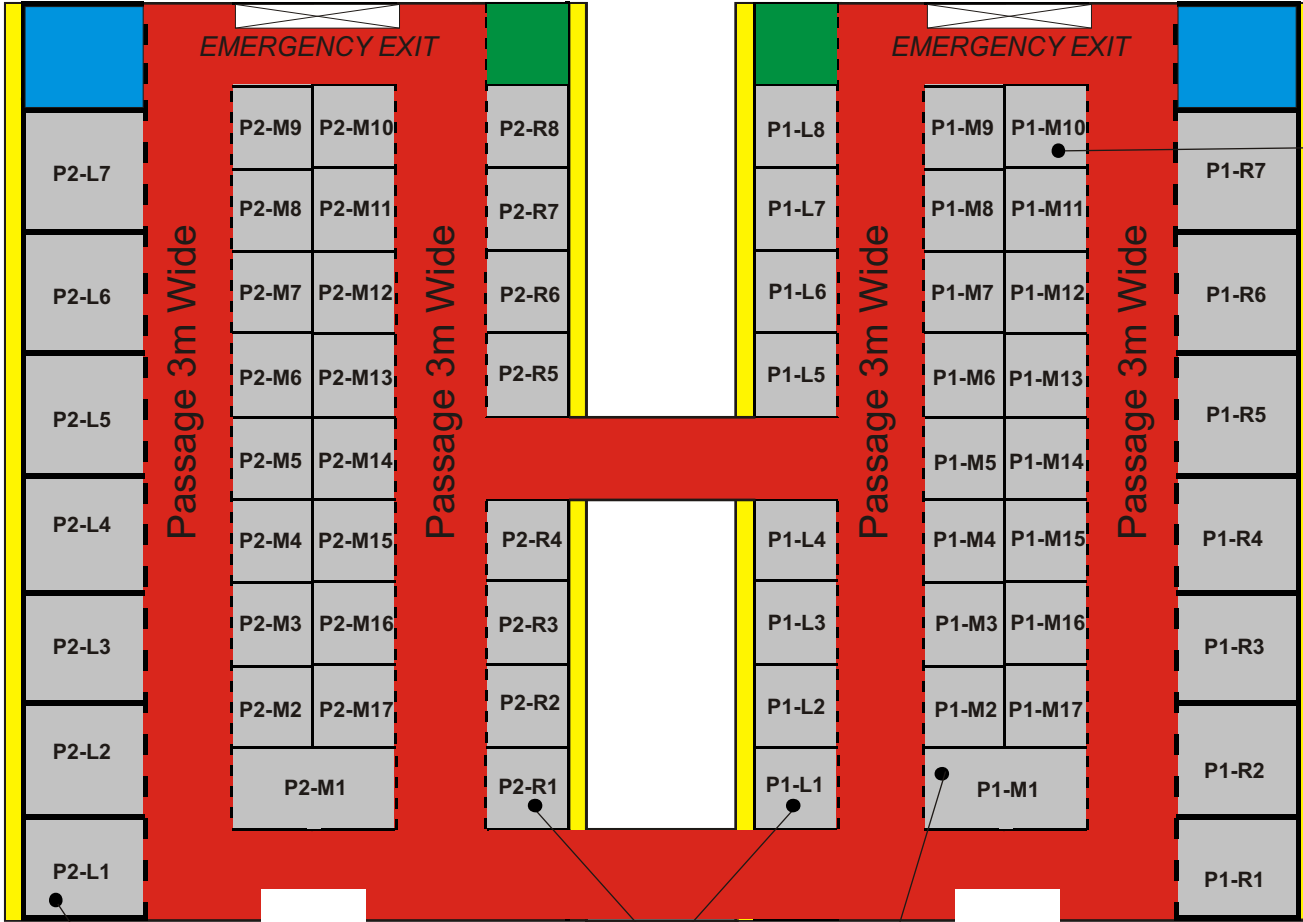 EMERGENCY EXIT
EMERGENCY EXIT
P2-L7
P2-L6
P2-L5
P2-L4
P2-L3
P2-L2
P2-L1
Passage 3m Wide
P2-M9 P2-M10
P2-M8 P2-M11
P2-M7 P2-M12
P2-M6 P2-M13
P2-M5 P2-M14
P2-M4 P2-M15
P2-M3 P2-M16
P2-M2 P2-M17
P2-M1
Passage 3m Wide
P2-R8
P2-R7
P2-R6
P2-R5
P2-R4
P2-R3
P2-R2
P2-R1
P1-L8
P1-L7
P1-L6
P1-L5
P1-L4
P1-L3
P1-L2
P1-L1
Passage 3m Wide
P1-M9 P1-M10
P1-M8 P1-M11
P1-M7 P1-M12
P1-M6 P1-M13
P1-M5 P1-M14
P1-M4 P1-M15
P1-M3 P1-M16
P1-M2 P1-M17
P1-M1
Passage 3m Wide
P1-R7
P1-R6
P1-R5
P1-R4
P1-R3
P1-R2
P1-R1